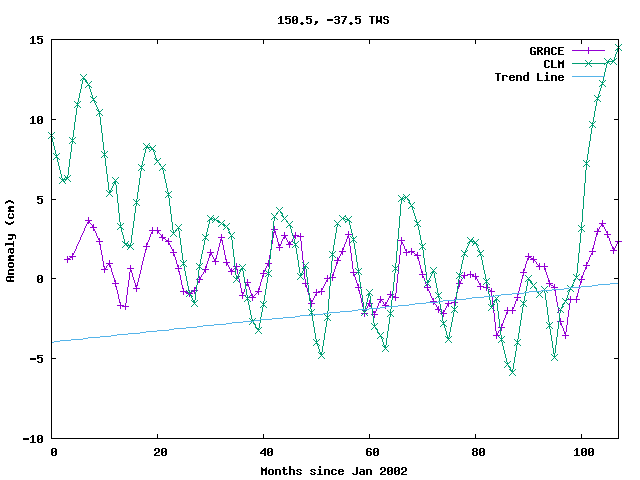 150.5, -37.5 TWS
GRACE
CLM
Trend Line
15
10
5
0
-5
-10
Anomaly (cm)
0 20 40 60 80 100
Months since Jan 2002